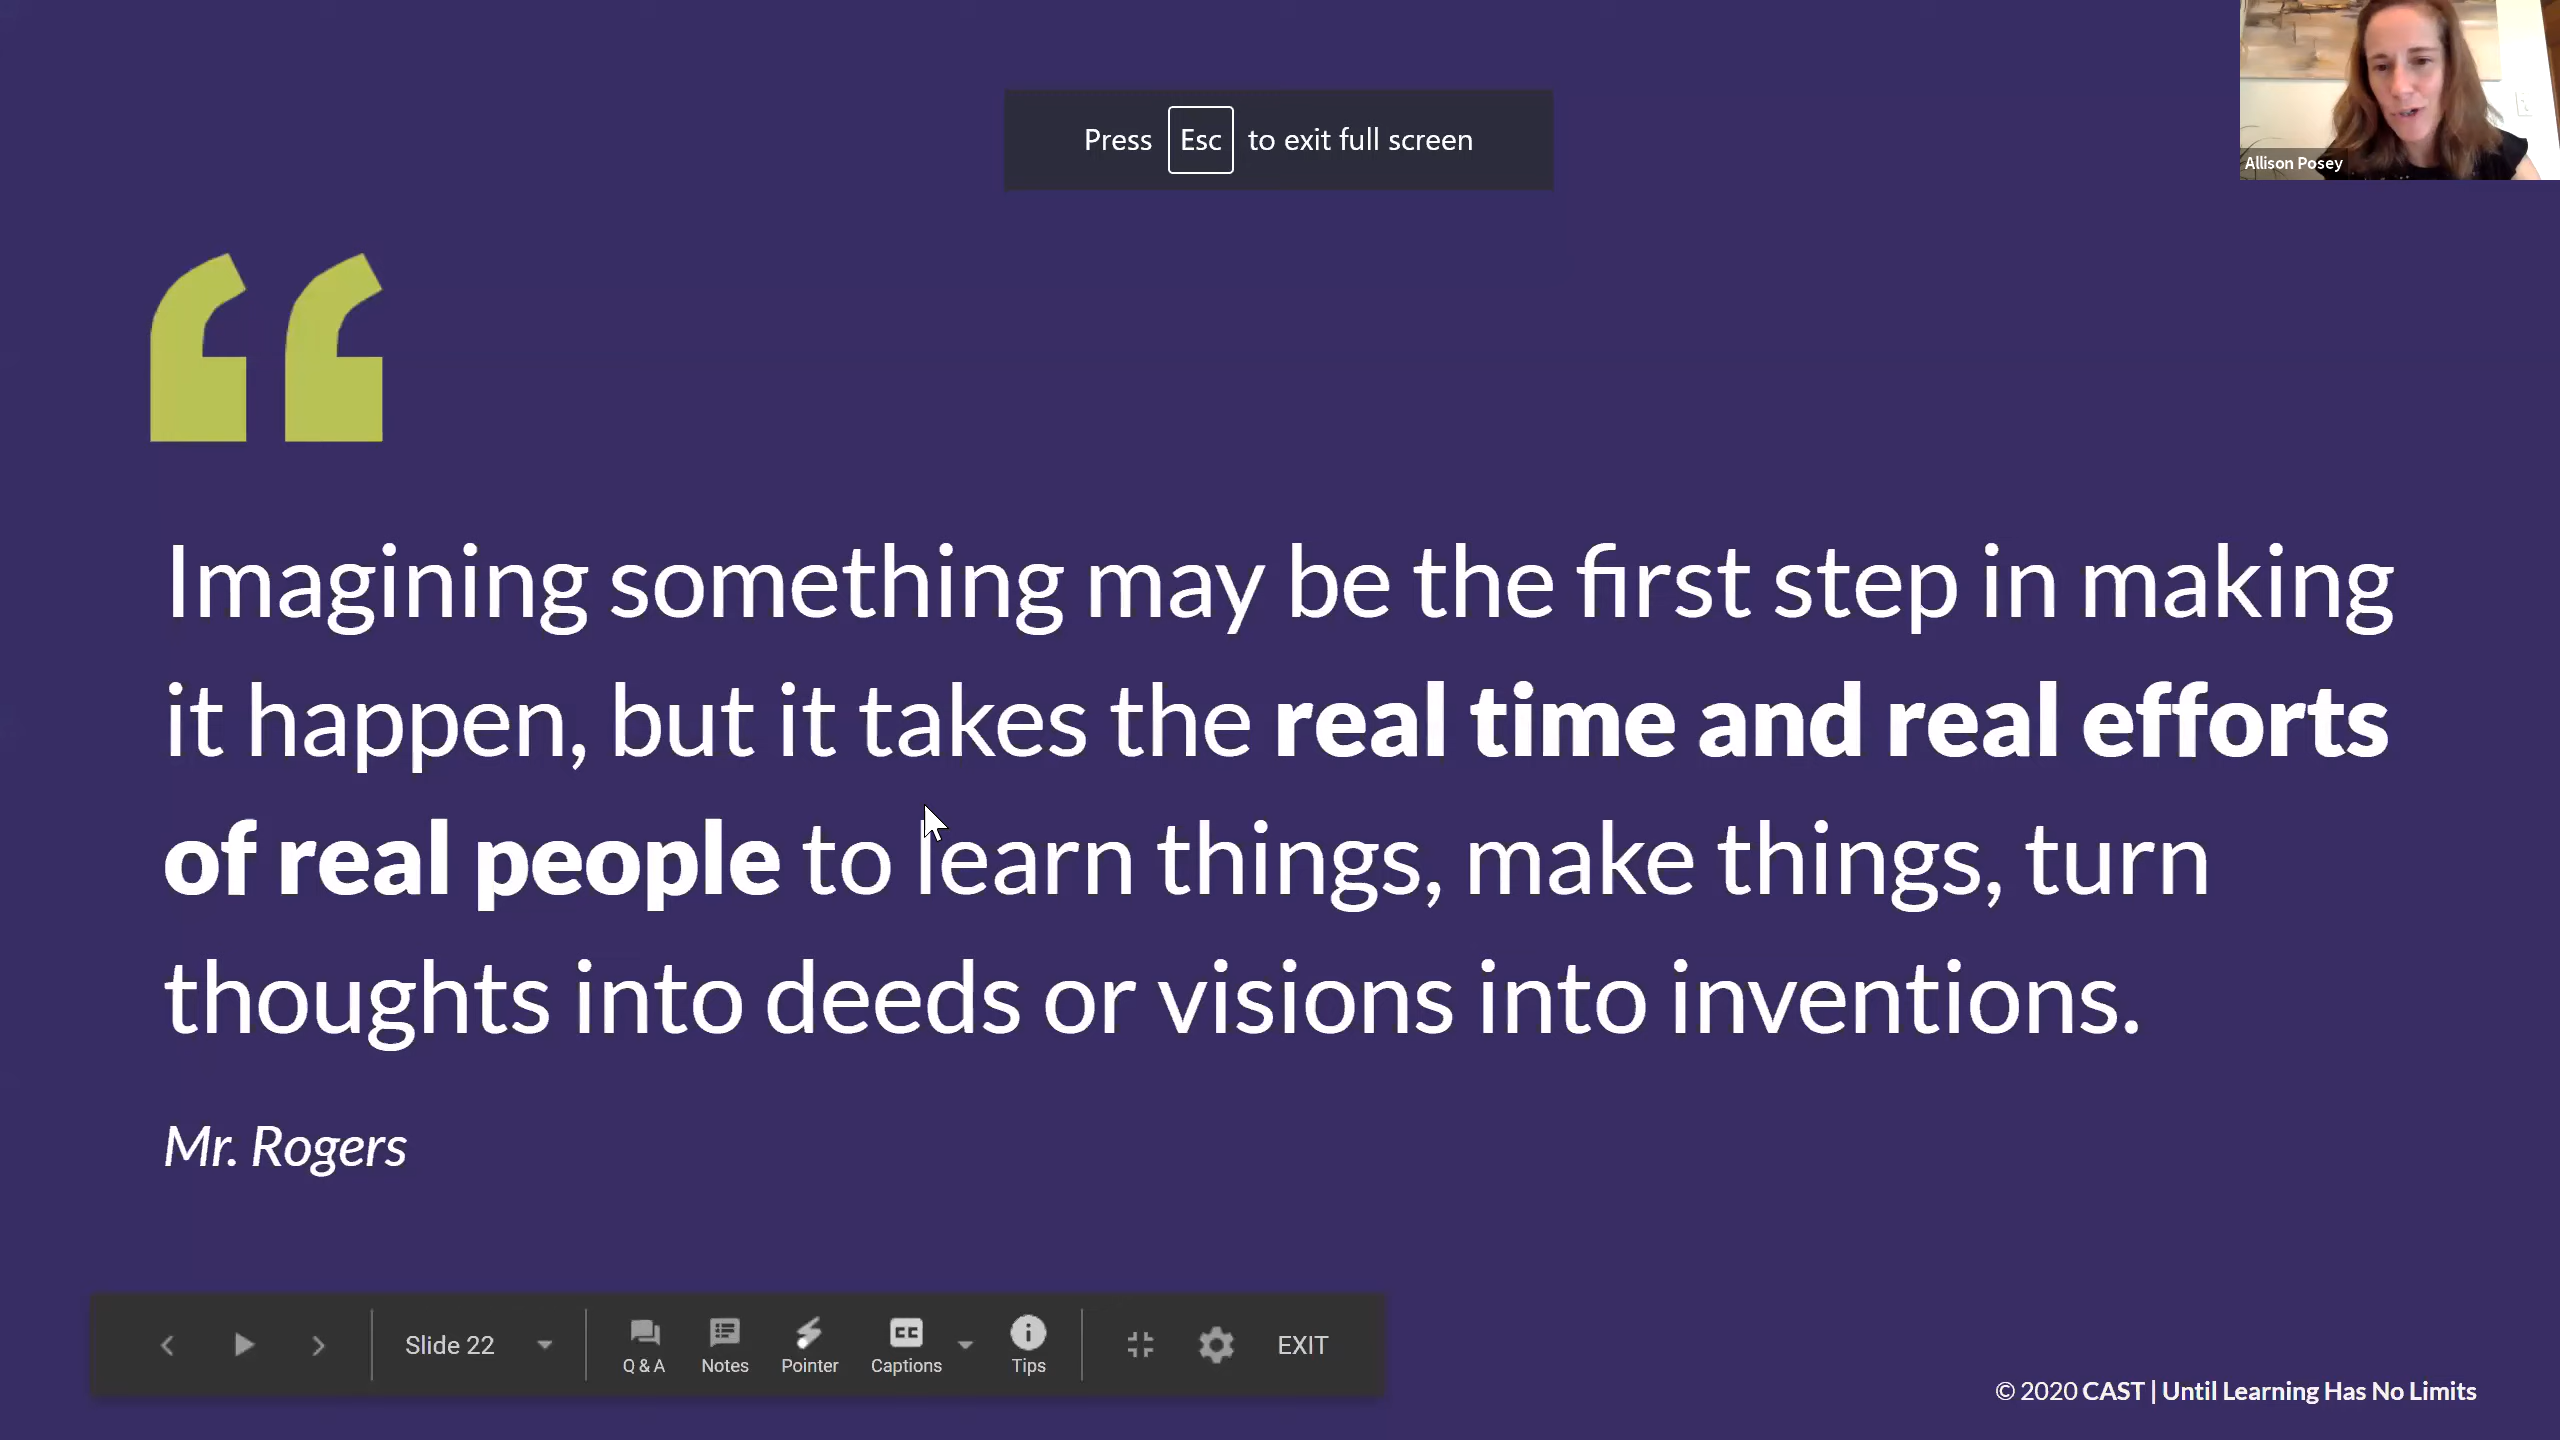 Press Esc to exit full screen
Allison Posey
Imagining something may be the first step in making
it happen, but it takes the real time and real efforts
of real people to learn things, make things, turn
thoughts into deeds or visions into inventions.
Mr. Rogers
Slide 22
Q & A
Notes
Pointer
CC
Captions
Tips
EXIT
© 2020 CAST | Until Learning Has No Limits